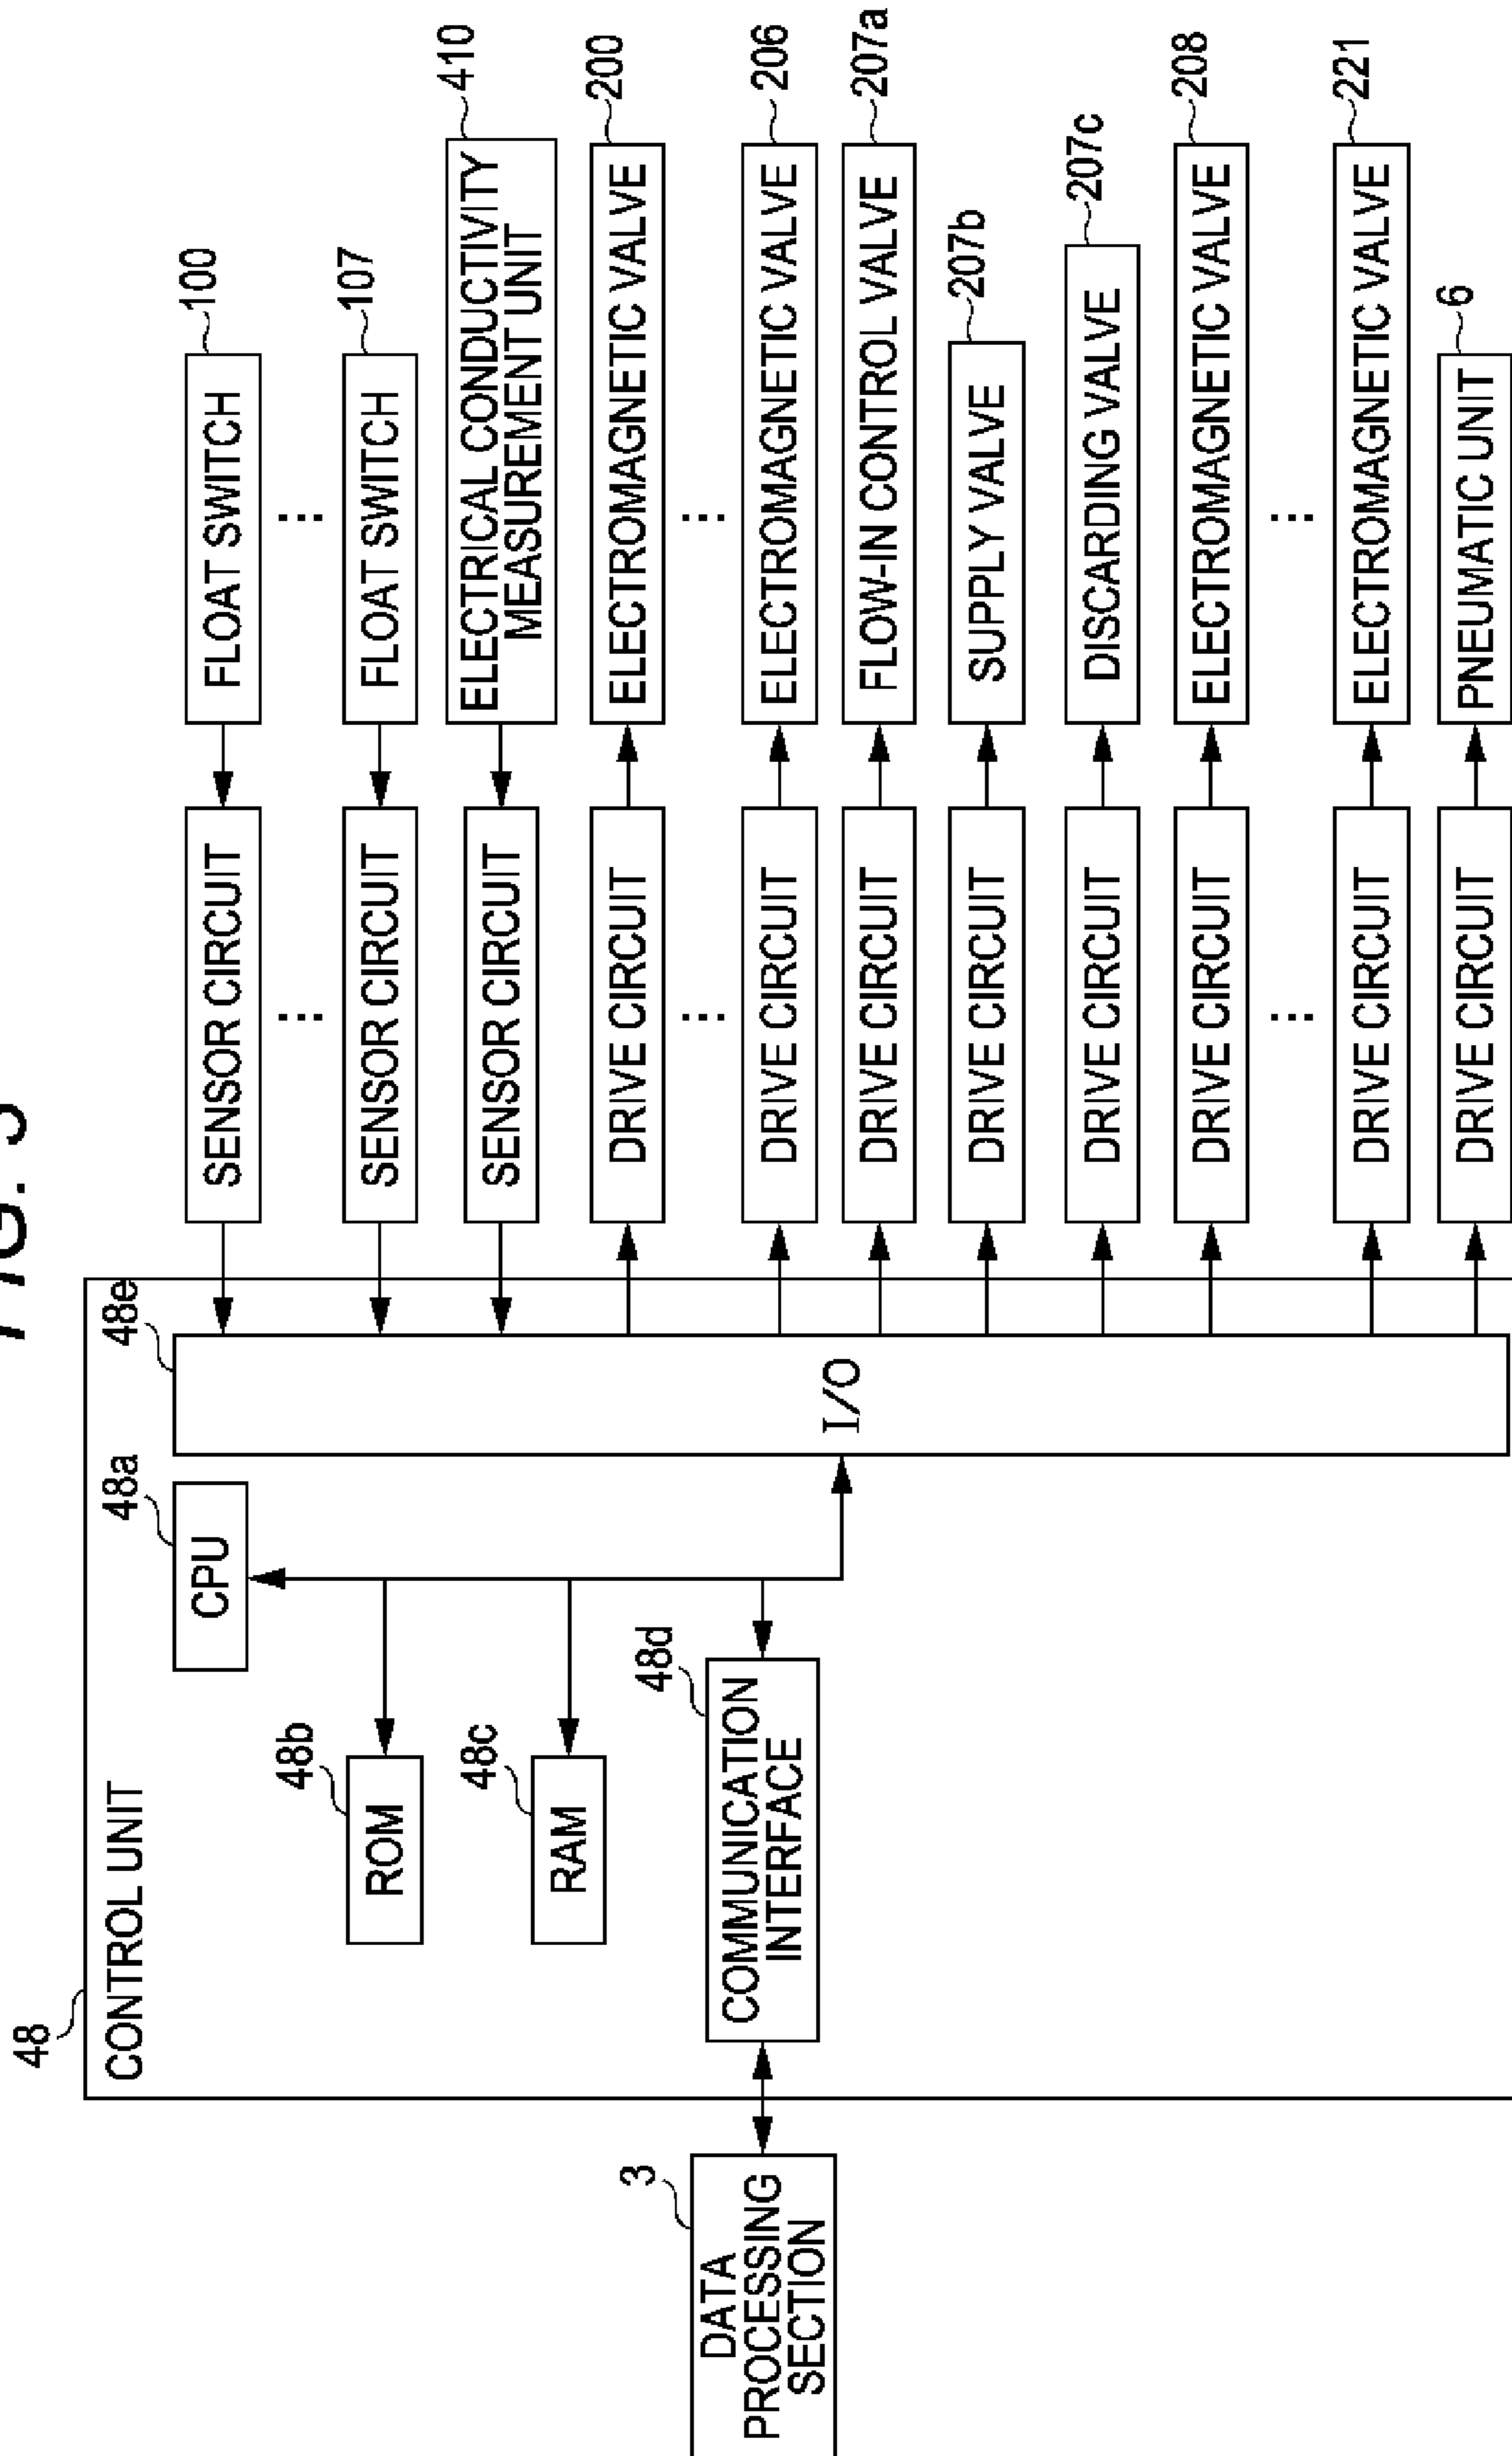 FIG.
48
CONTROL UNIT
48a
CPU
48b
ROM
48c
RAM
48d
COMMUNICATION
INTERFACE
48e
I/O
3
DATA
PROCESSING
SECTION
SENSOR CIRCUIT
FLOAT SWITCH
100
...
...
SENSOR CIRCUIT
FLOAT SWITCH
107
SENSOR CIRCUIT
ELECTRICAL CONDUCTIVITY
MEASUREMENT UNIT
410
DRIVE CIRCUIT
ELECTROMAGNETIC VALVE
200
...
...
DRIVE CIRCUIT
ELECTROMAGNETIC VALVE
206
DRIVE CIRCUIT
FLOW-IN CONTROL VALVE
207a
DRIVE CIRCUIT
SUPPLY VALVE
207b
DRIVE CIRCUIT
DISCARDING VALVE
207c
DRIVE CIRCUIT
ELECTROMAGNETIC VALVE
208
...
...
DRIVE CIRCUIT
ELECTROMAGNETIC VALVE
221
DRIVE CIRCUIT
PNEUMATIC UNIT
6